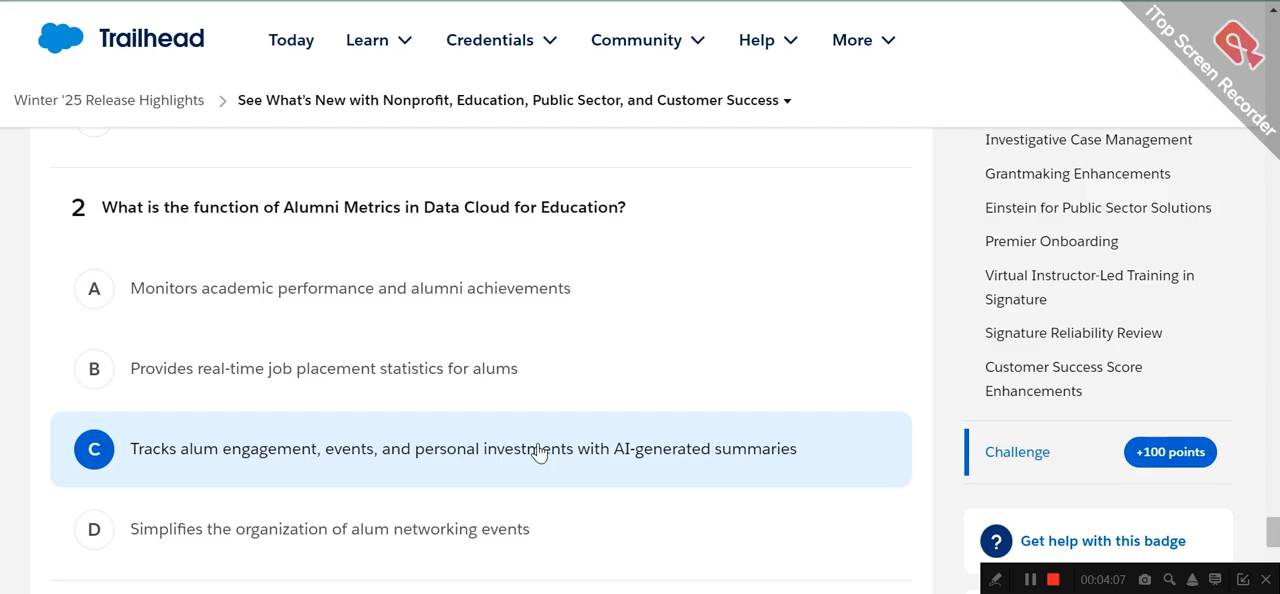 Trailhead
Today
Learn
Credentials
Community
Help
More
iTop Screen Recorder
Winter '25 Release Highlights
See What's New with Nonprofit, Education, Public Sector, and Customer Success
2 What is the function of Alumni Metrics in Data Cloud for Education?
A Monitors academic performance and alumni achievements
B Provides real-time job placement statistics for alums
C Tracks alum engagement, events, and personal investments with AI-generated summaries
D Simplifies the organization of alum networking events
Investigative Case Management
Grantmaking Enhancements
Einstein for Public Sector Solutions
Premier Onboarding
Virtual Instructor-Led Training in
Signature
Signature Reliability Review
Customer Success Score
Enhancements
Challenge
+100 points
? Get help with this badge
00:04:07